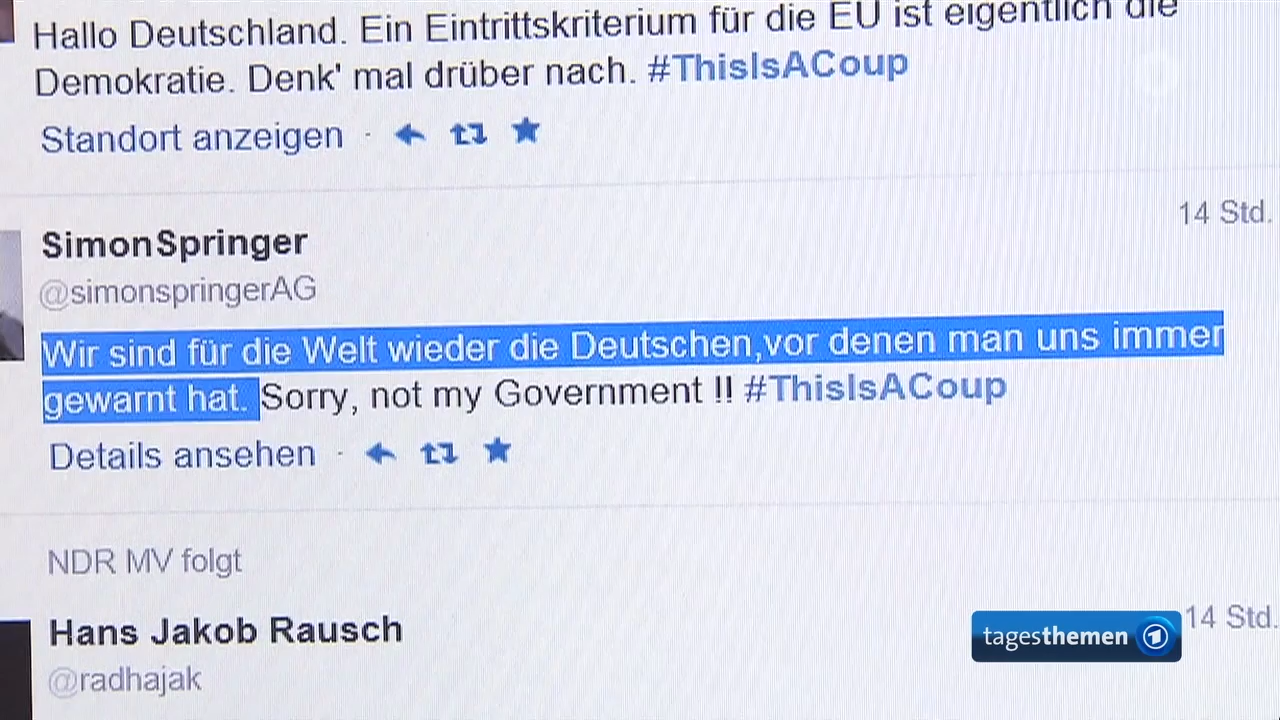 Hallo Deutschland. Ein Eintrittskriterium für die EU ist eigentlich die
Demokratie. Denk' mal drüber nach. #ThisIsACoup
Standort anzeigen ·
14 Std.
SimonSpringer
@simonspringerAG
Wir sind für die Welt wieder die Deutschen,vor denen man uns immer
gewarnt hat. Sorry, not my Government !! #ThisIsACoup
Details ansehen ·
NDR MV folgt
Hans Jakob Rausch
14 Std.
@radhajak
tagesthemen 1